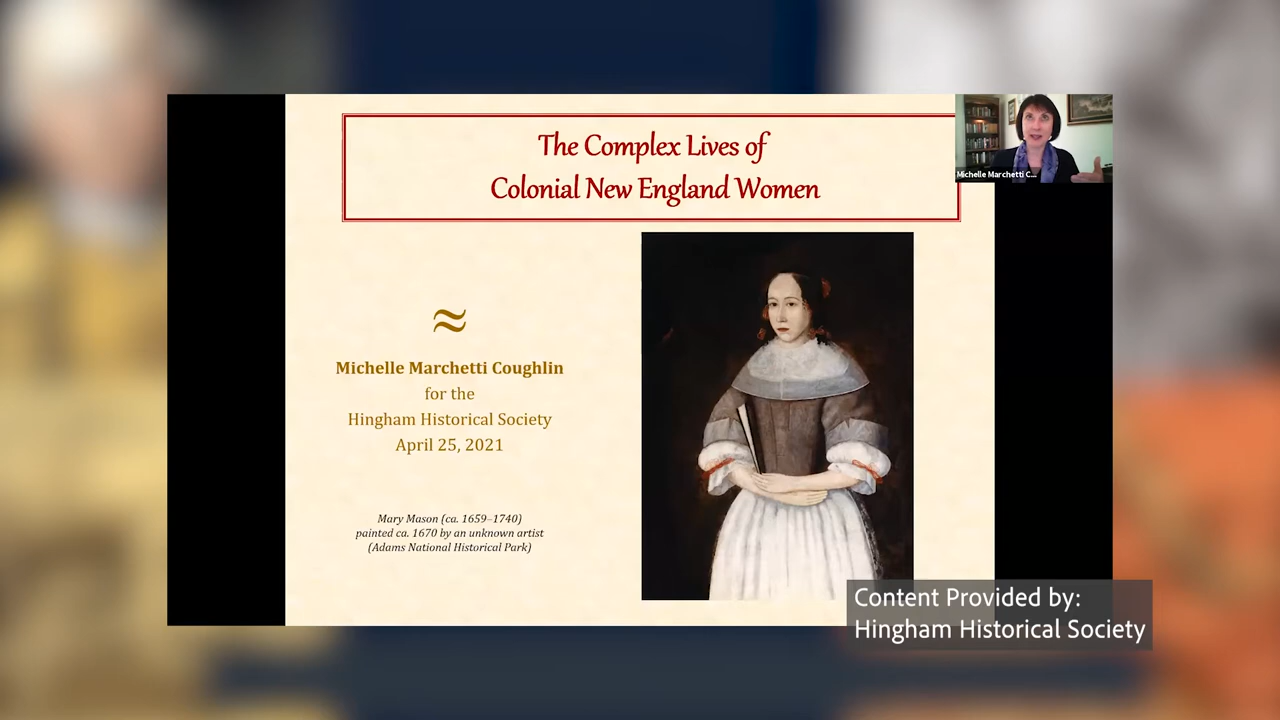 The Complex Lives of
Colonial New England Women
Michelle Marchetti C...
≈
Michelle Marchetti Coughlin
for the
Hingham Historical Society
April 25, 2021
Mary Mason (ca. 1659–1740)
painted ca. 1670 by an unknown artist
(Adams National Historical Park)
Content Provided by:
Hingham Historical Society